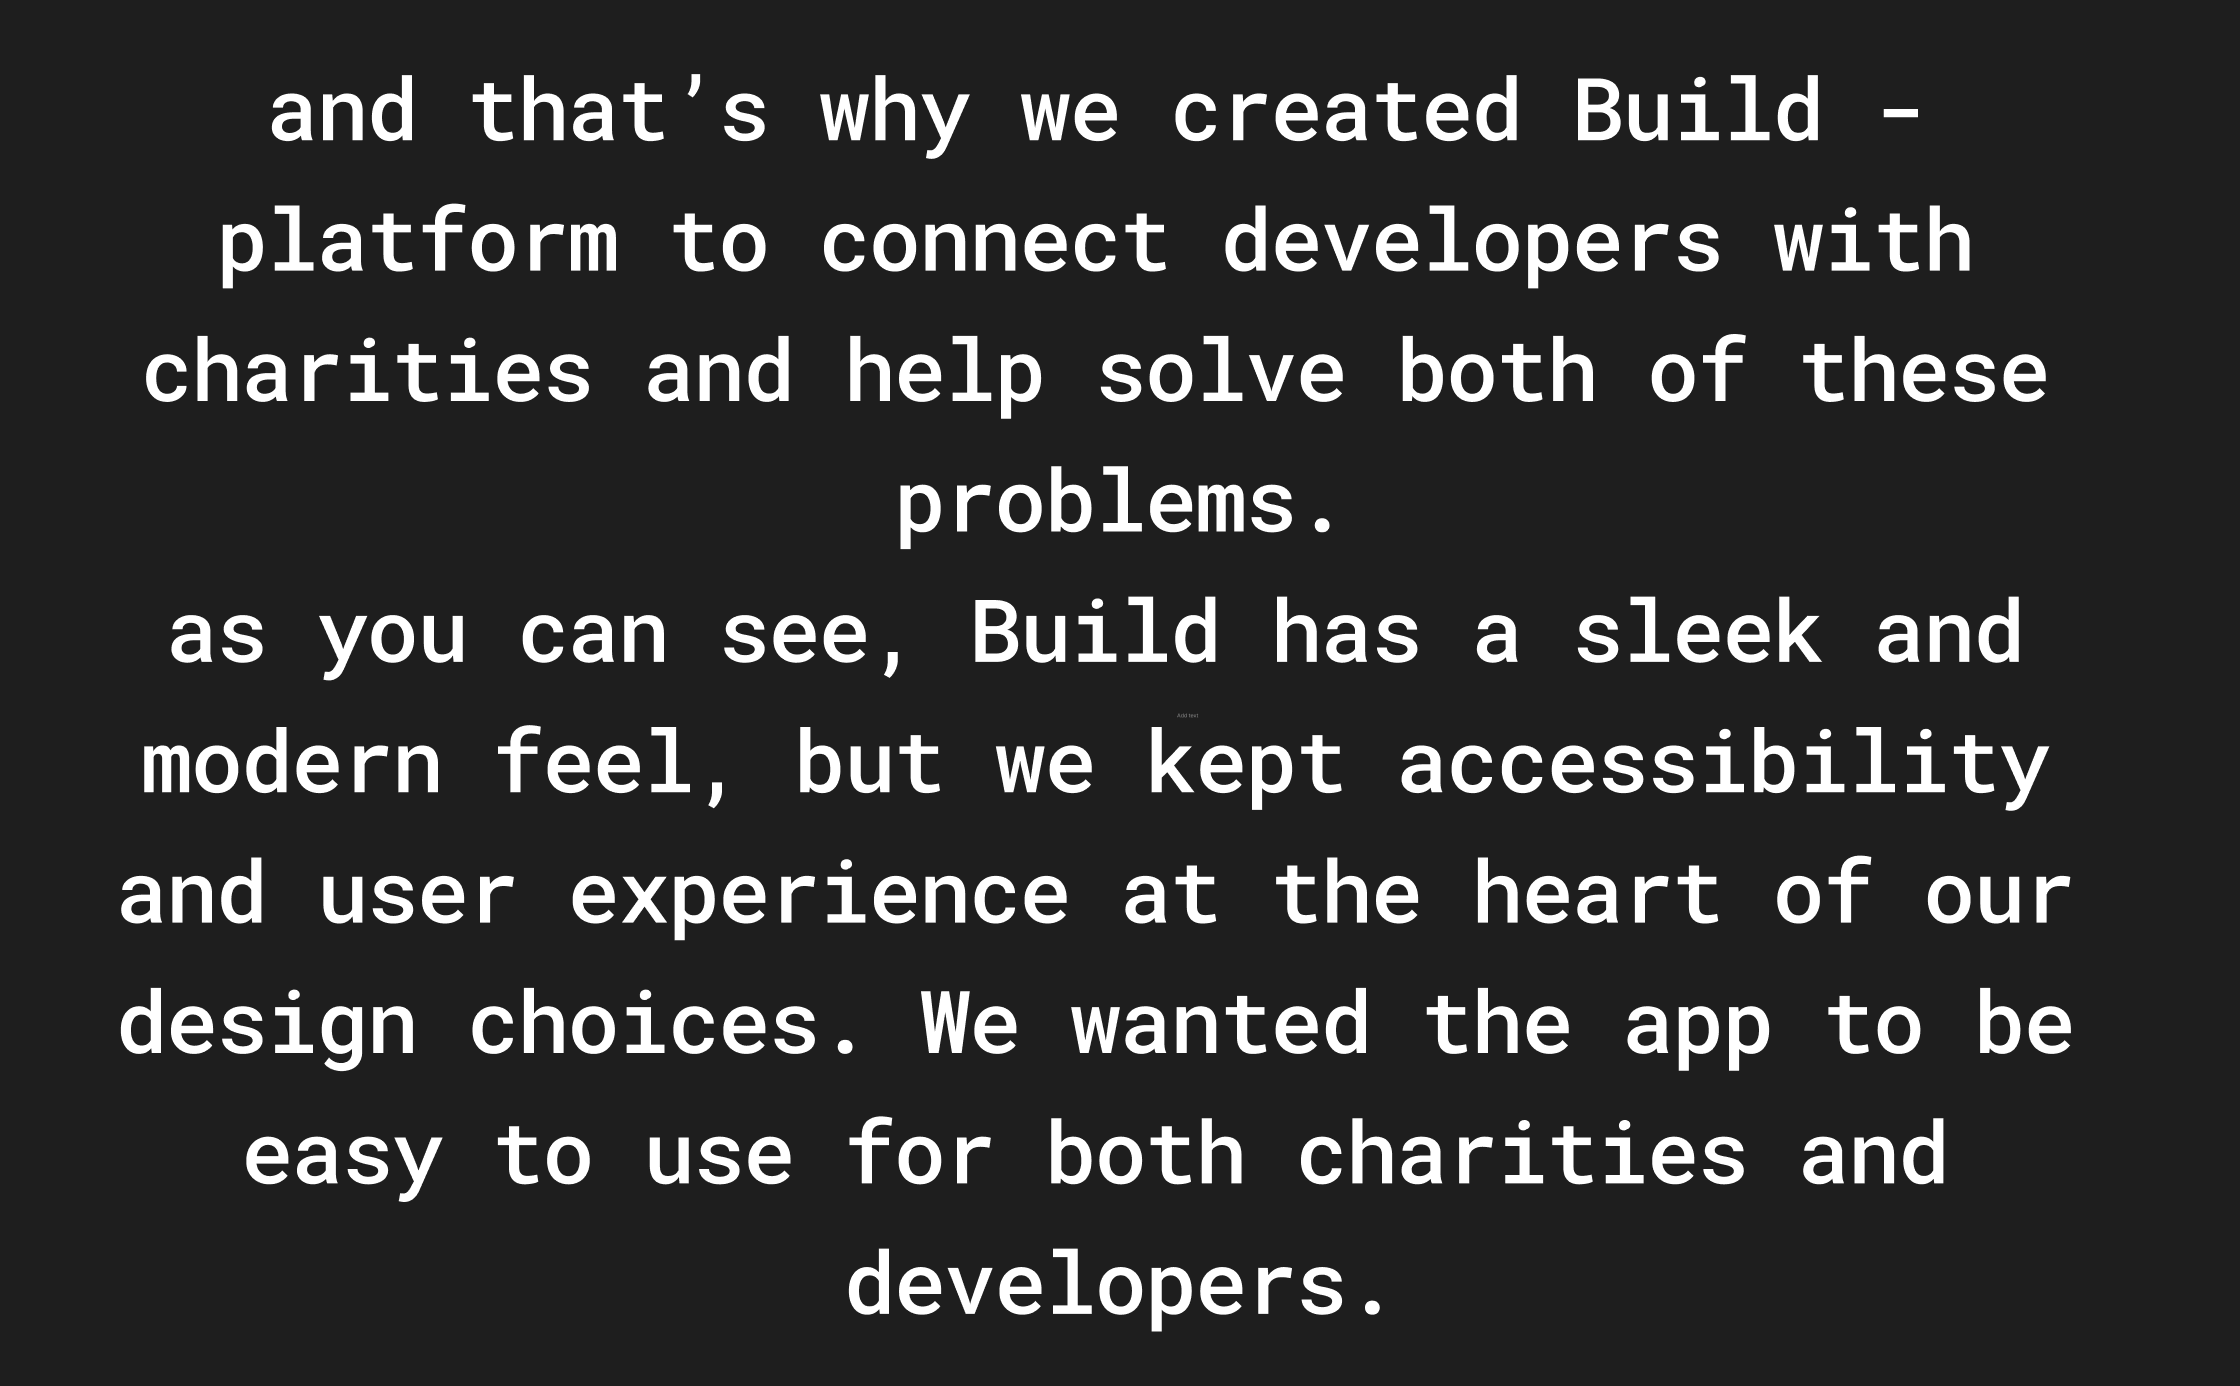 and that’s why we created Build -
platform to connect developers with
charities and help solve both of these
problems.
as you can see, Build has a sleek and
Add text
modern feel, but we kept accessibility
and user experience at the heart of our
design choices. We wanted the app to be
easy to use for both charities and
developers.